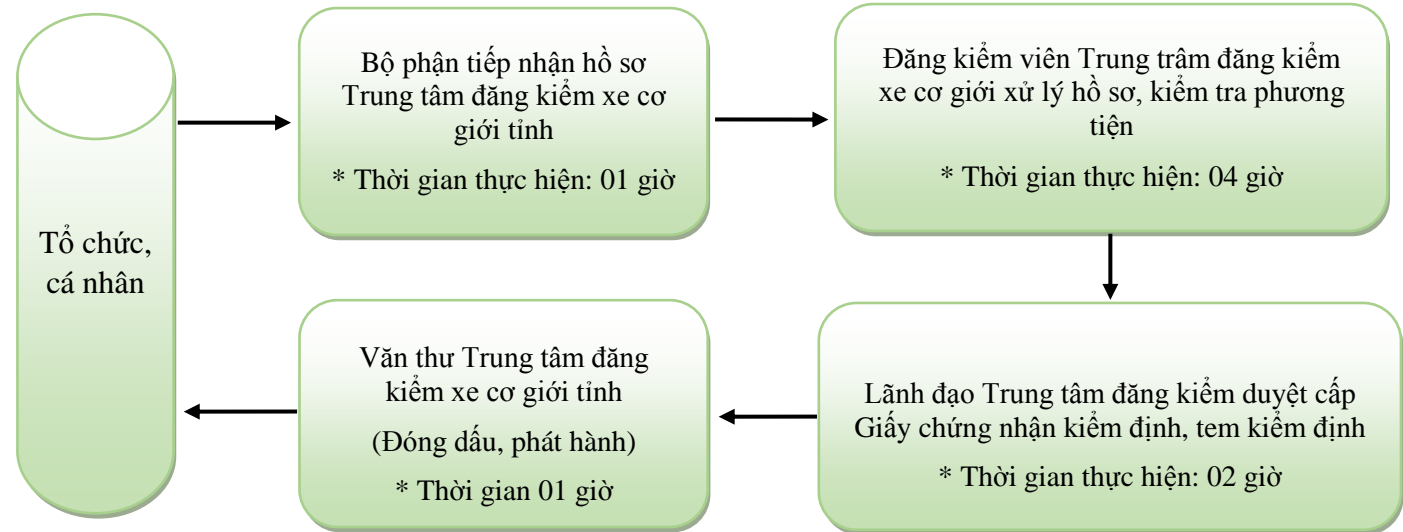 Tổ chức,
cá nhân
Bộ phận tiếp nhận hồ sơ
Trung tâm đăng kiểm xe cơ
giới tỉnh
* Thời gian thực hiện: 01 giờ
Đăng kiểm viên Trung trâm đăng kiểm
xe cơ giới xử lý hồ sơ, kiểm tra phương
tiện
* Thời gian thực hiện: 04 giờ
Lãnh đạo Trung tâm đăng kiểm duyệt cấp
Giấy chứng nhận kiểm định, tem kiểm định
* Thời gian thực hiện: 02 giờ
Văn thư Trung tâm đăng
kiểm xe cơ giới tỉnh
(Đóng dấu, phát hành)
* Thời gian 01 giờ